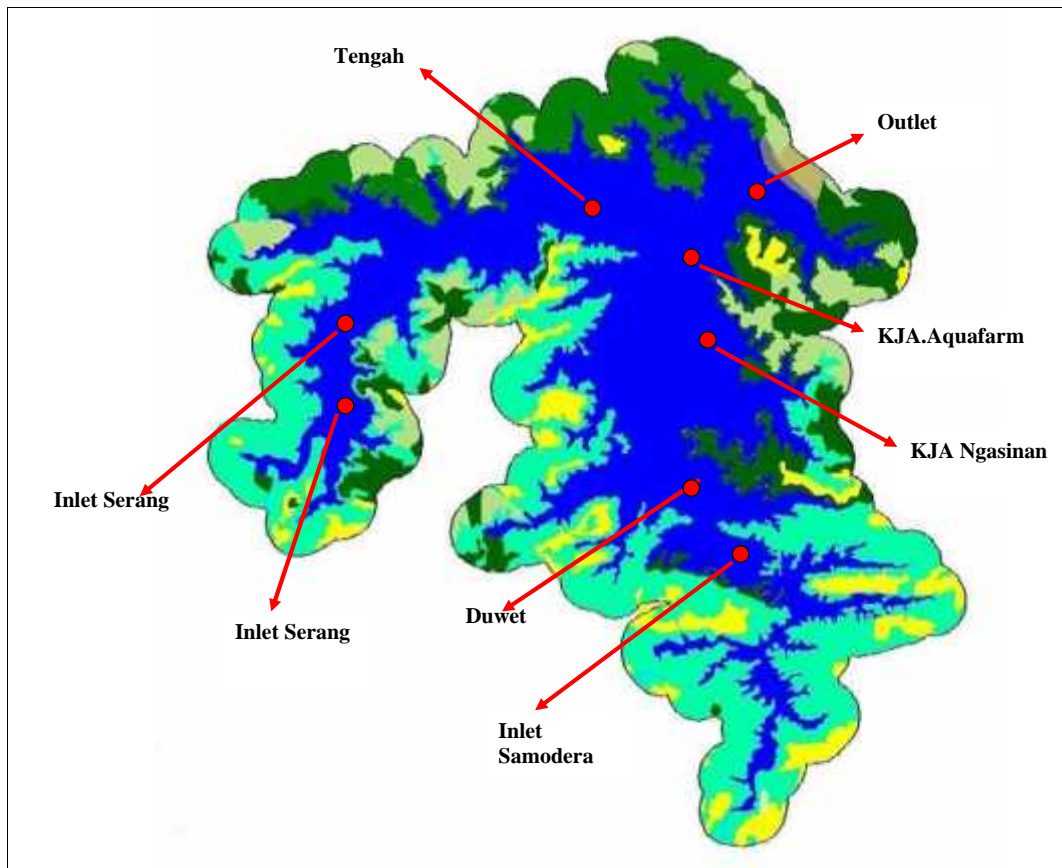 Tengah
Outlet
KJA.Aquafarm
KJA Ngasinan
Inlet Serang
Duwet
Inlet Serang
Inlet
Samodera